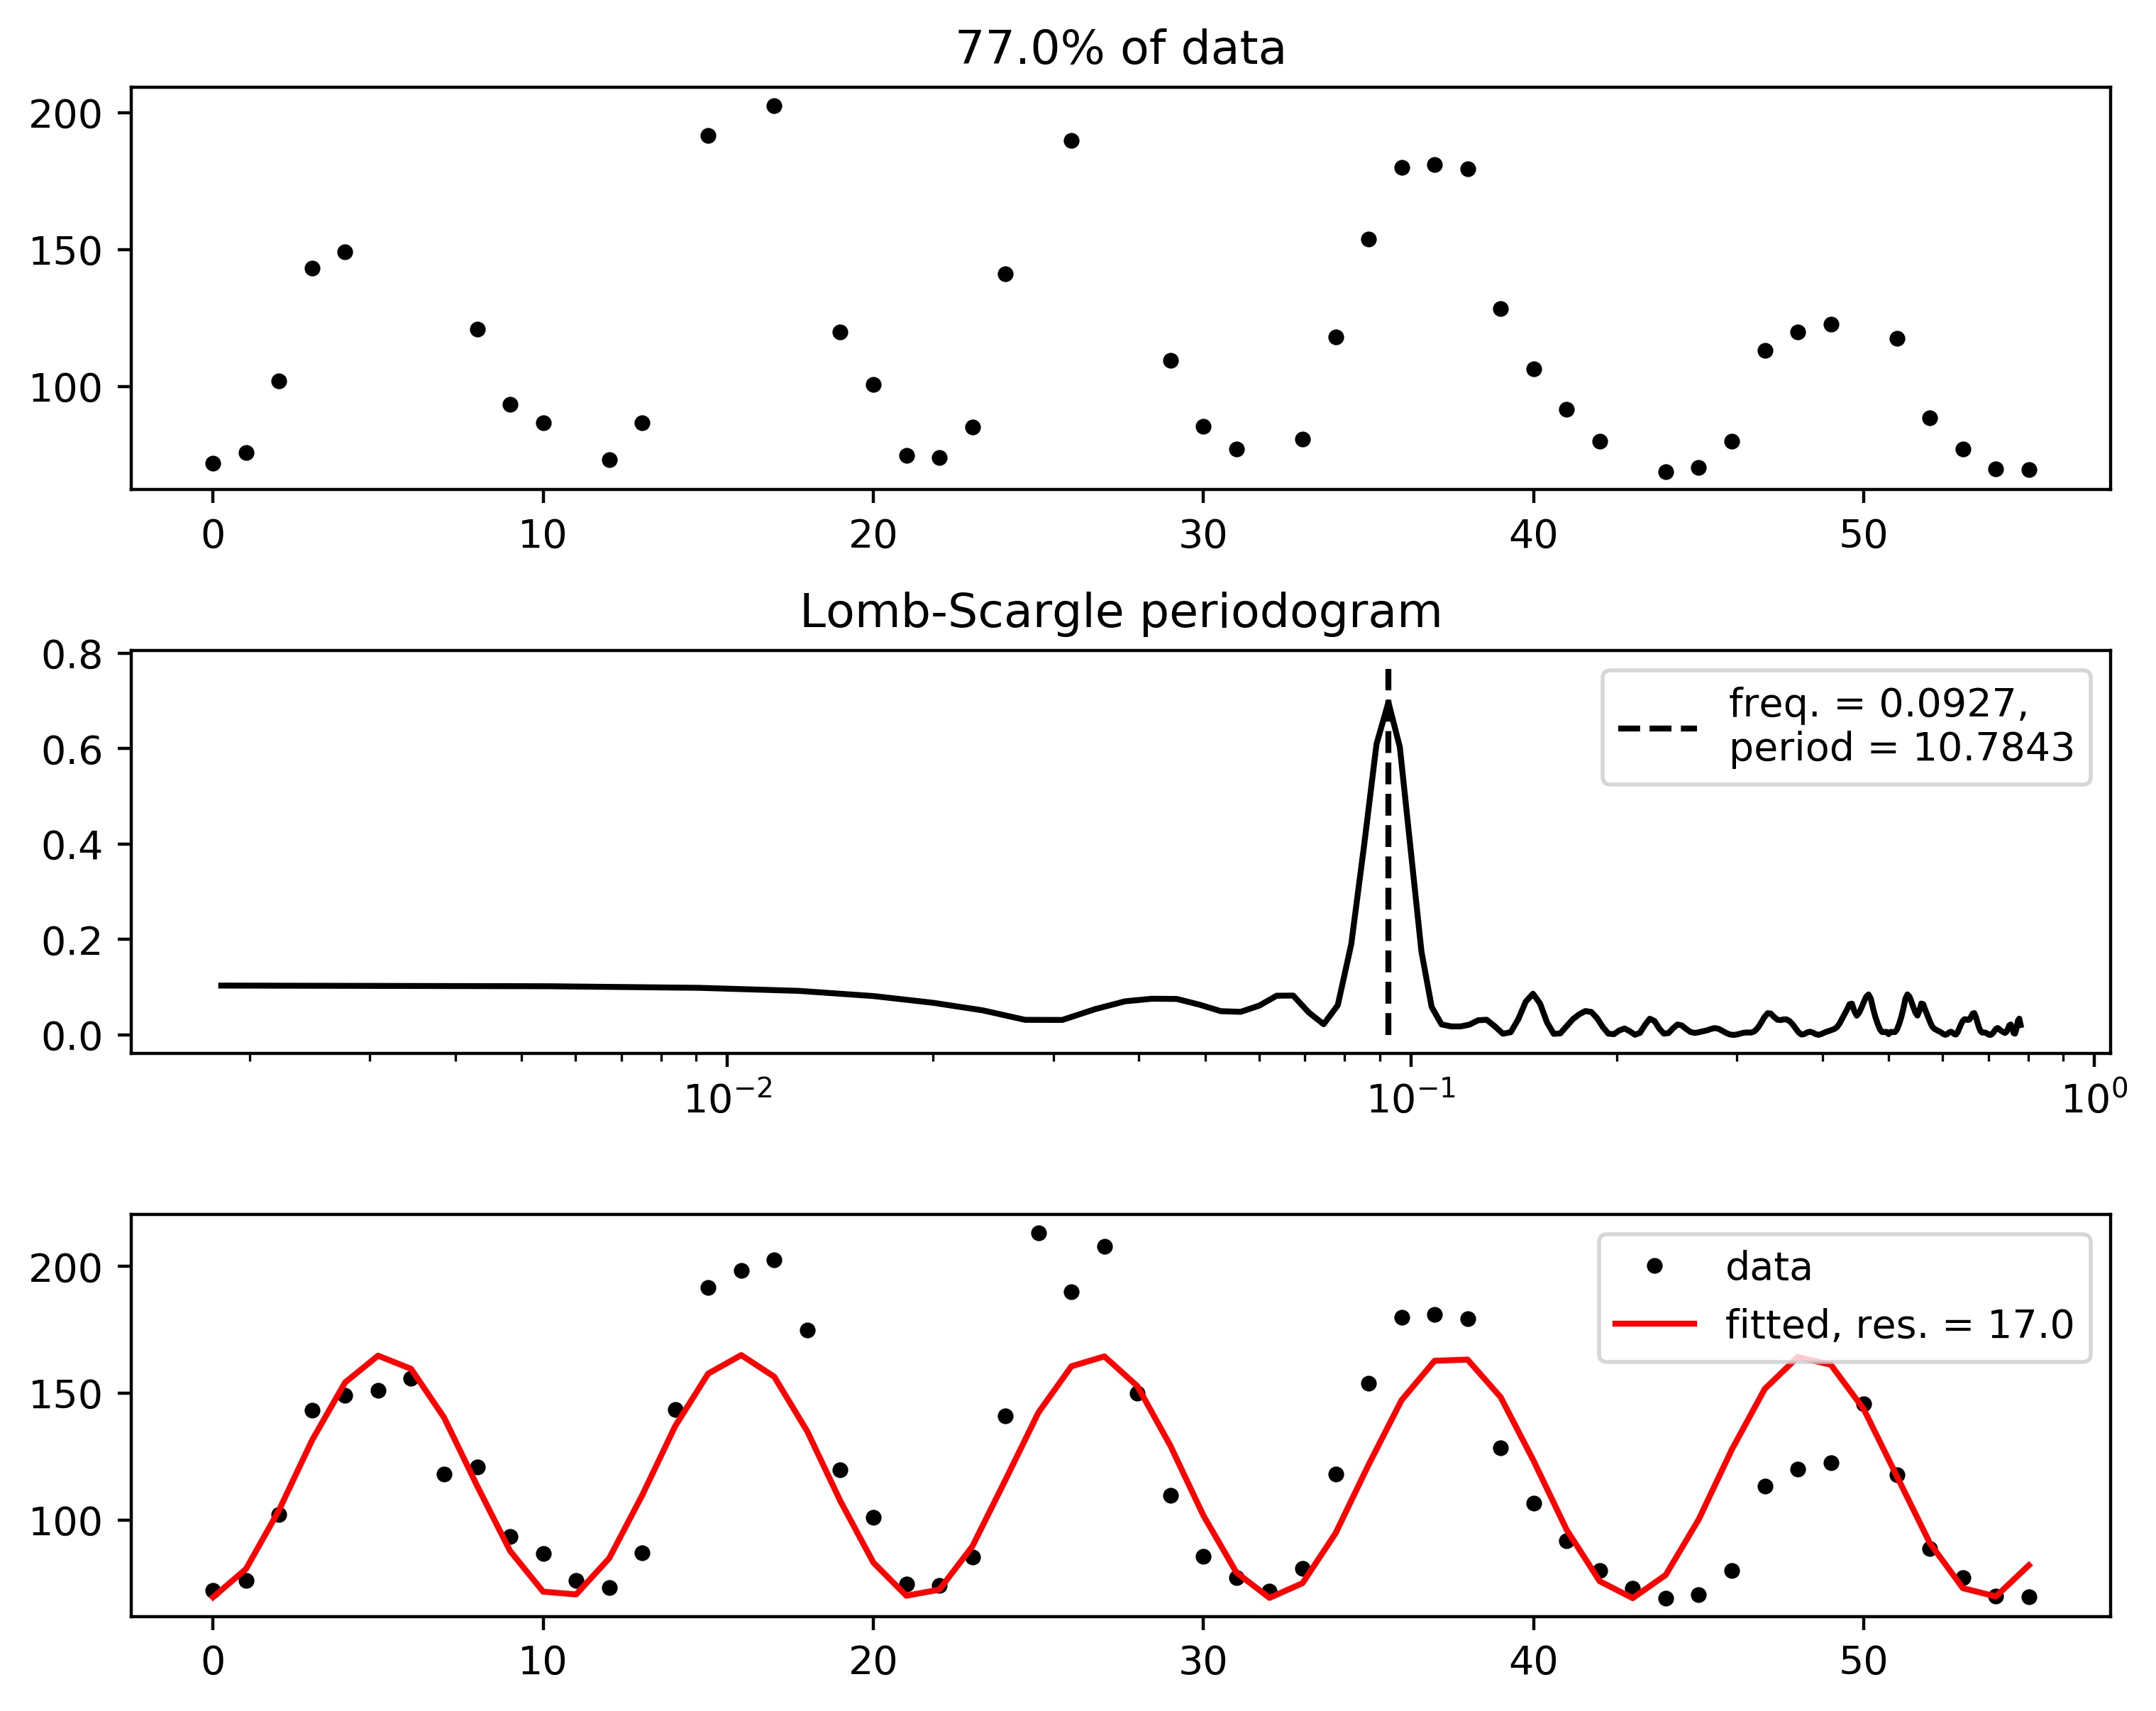 77.0% of data
200
150
100
0 10 20 30 40 50
Lomb-Scargle periodogram
0.8
0.6
0.4
0.2
0.0
freq. = 0.0927,
period = 10.7843
10⁻² 10⁻¹ 10⁰
200
150
100
data
fitted, res. = 17.0
0 10 20 30 40 50